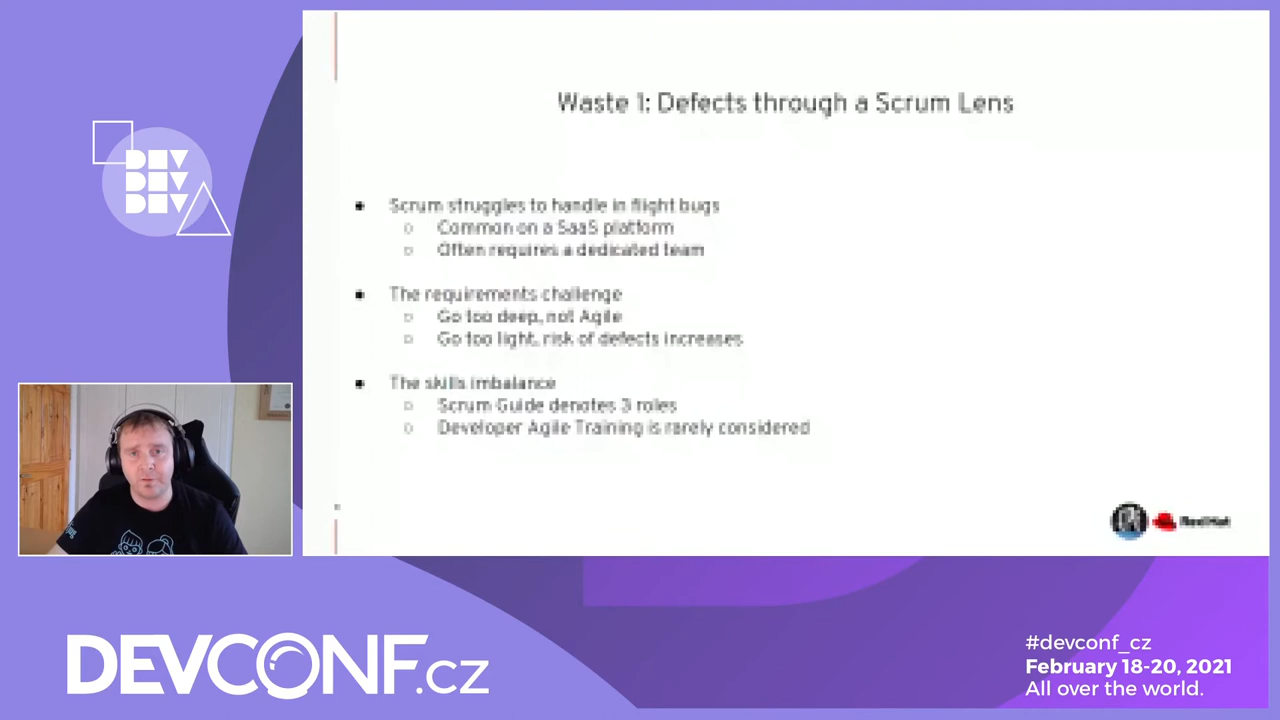 DEV
DEV
DEV
Waste 1: Defects through a Scrum Lens
● Scrum struggles to handle in flight bugs
○ Common on a SaaS platform
○ Often requires a dedicated team
● The requirements challenge
○ Go too deep, not Agile
○ Go too light, risk of defects increases
● The skills imbalance
○ Scrum Guide denotes 3 roles
○ Developer Agile Training is rarely considered
Red Hat
DEVCONF.cz
#devconf_cz
February 18-20, 2021
All over the world.